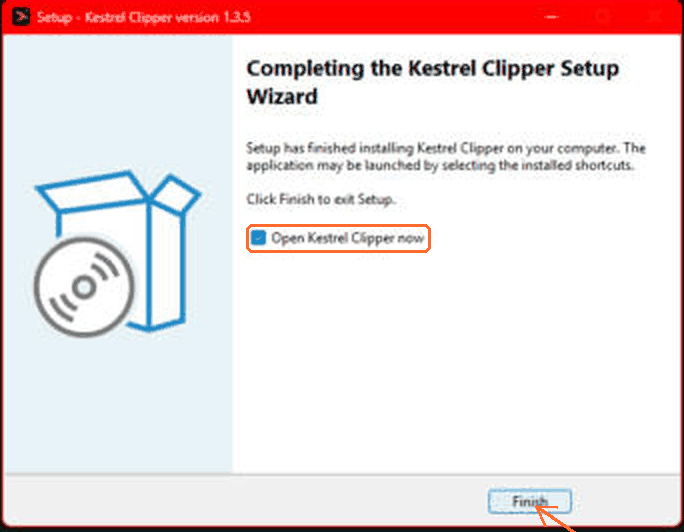 Setup - Kestrel Clipper version 1.3.5
Completing the Kestrel Clipper Setup
Wizard
Setup has finished installing Kestrel Clipper on your computer. The
application may be launched by selecting the installed shortcuts.
Click Finish to exit Setup.
Open Kestrel Clipper now
Finish